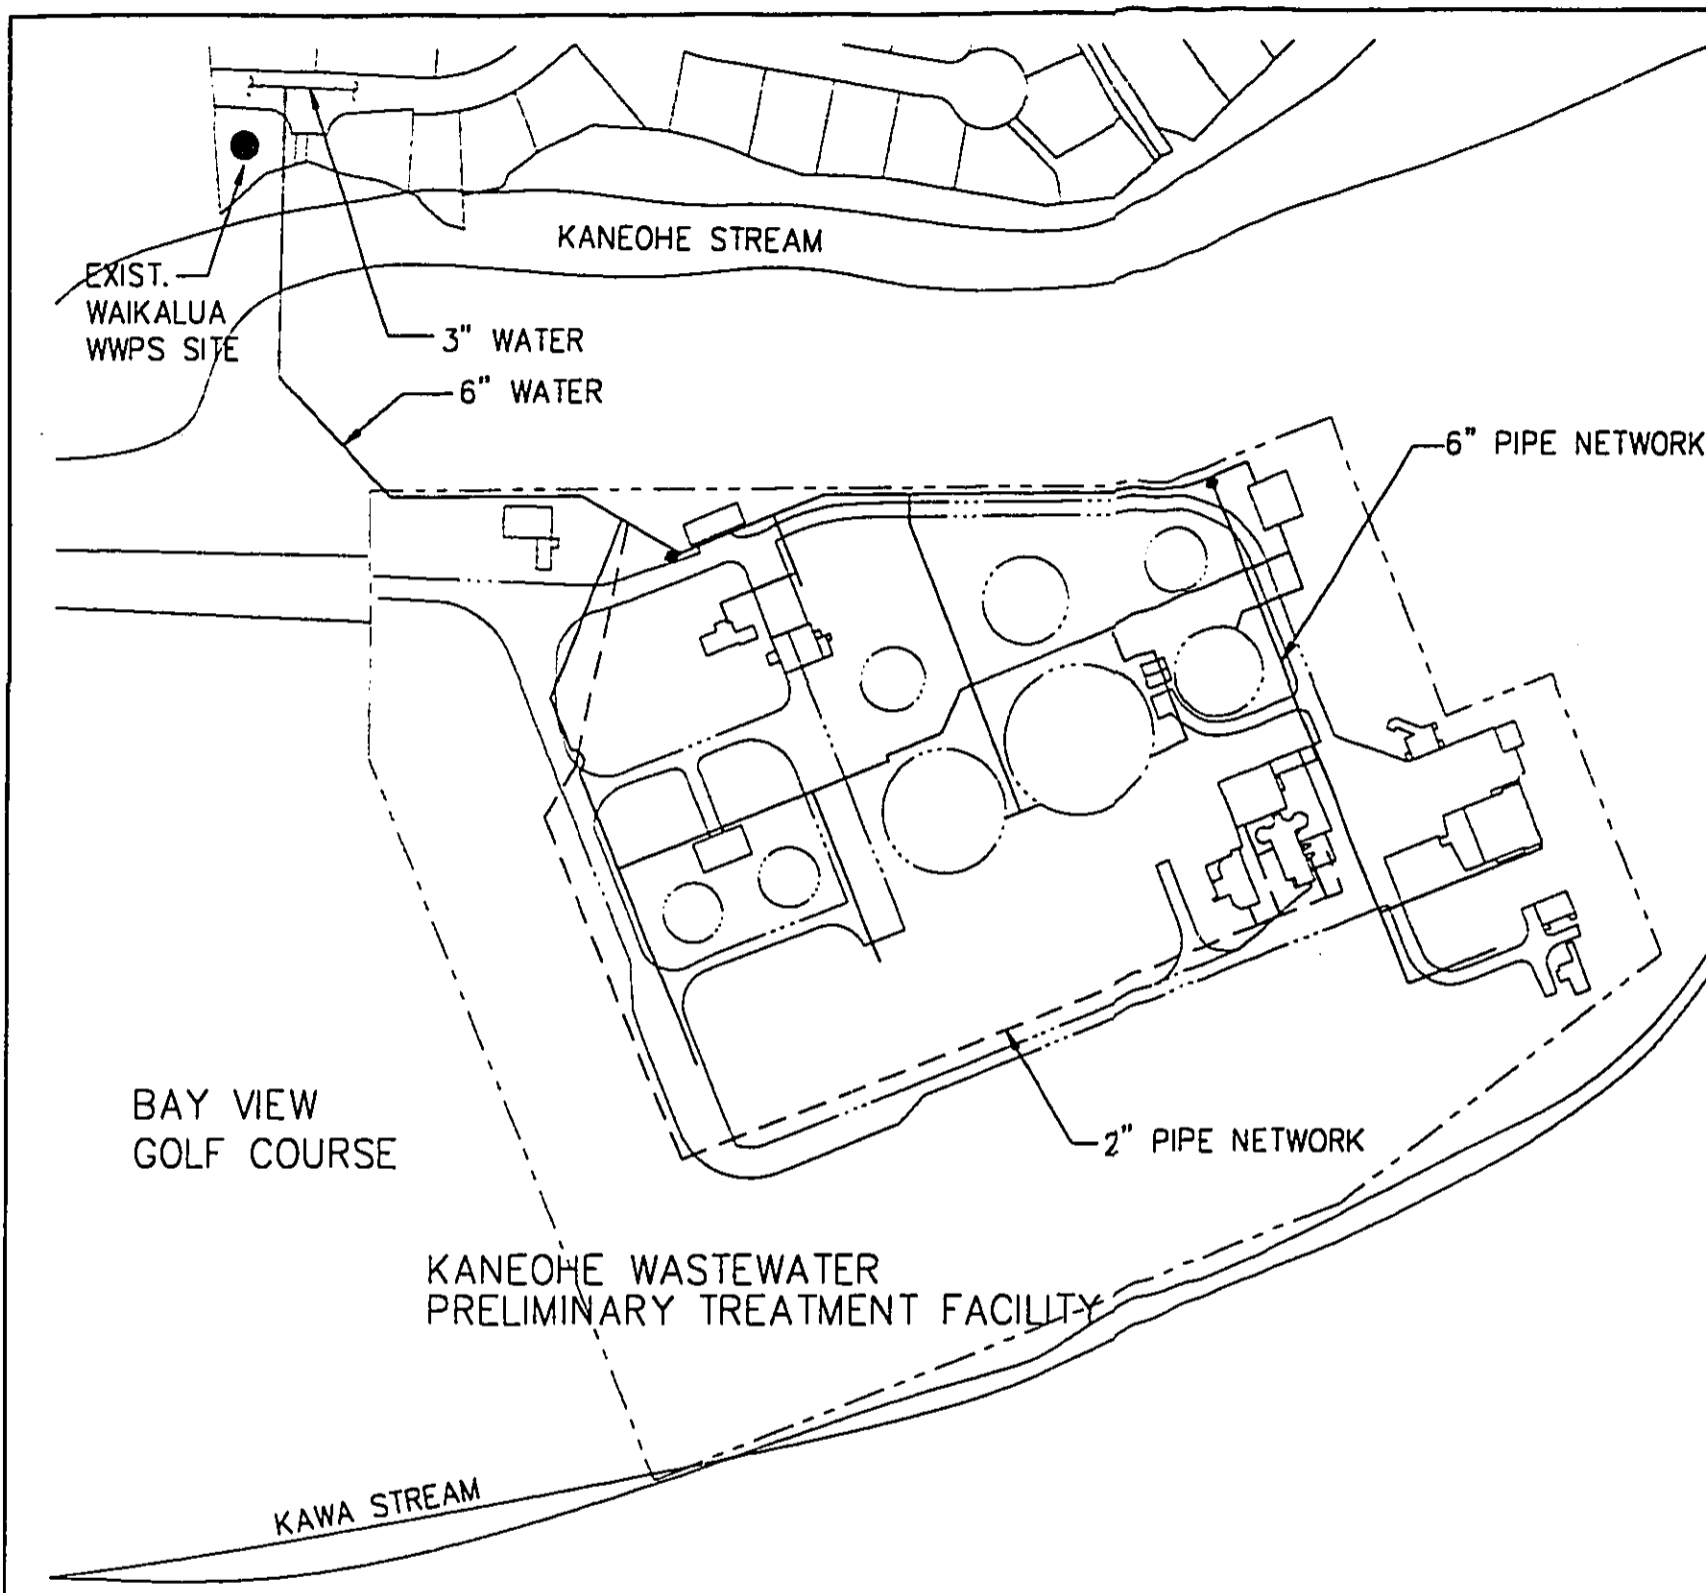 KANEOHE STREAM
EXIST.
WAIKALUA
WWPS SITE
3" WATER
6" WATER
6" PIPE NETWORK
BAY VIEW
GOLF COURSE
2" PIPE NETWORK
KANEOHE WASTEWATER
PRELIMINARY TREATMENT FACILITY
KAWA STREAM